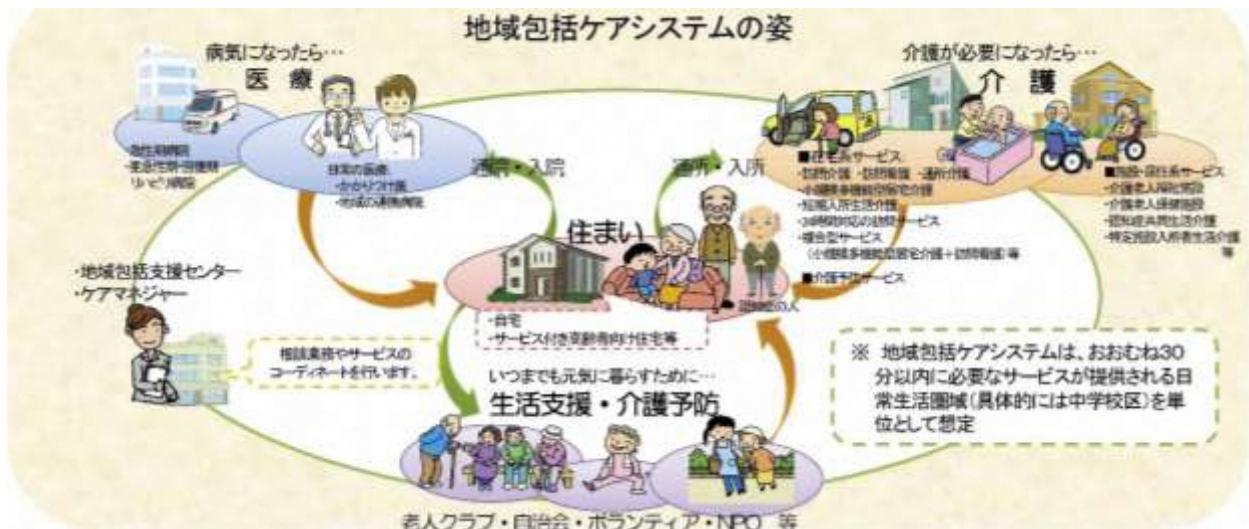 地域包括ケアシステムの姿
病気になったら…
医 療
急性期病院
・亜急性期・回復期
リハビリ病院
日常の医療:
・かかりつけ医
・地域の連携病院
通院・入院
介護が必要になったら…
介 護
通所・入所
■在宅系サービス
・訪問介護 ・訪問看護 ・通所介護
・小規模多機能型居宅介護
・短期入所生活介護
・24時間対応の訪問サービス
・複合型サービス
(小規模多機能型居宅介護+訪問看護)等
■介護予防サービス
■施設・居住系サービス
・介護老人福祉施設
・介護老人保健施設
・認知症共同生活介護
・特定施設入所者生活介護
等
住まい
認知症の人
・自宅
・サービス付き高齢者向け住宅等
・地域包括支援センター
・ケアマネジャー
相談業務やサービスの
コーディネートを行います。
いつまでも元気に暮らすために…
生活支援・介護予防
老人クラブ・自治会・ボランティア・NPO 等
※ 地域包括ケアシステムは、おおむね30
分以内に必要なサービスが提供される日
常生活圏域(具体的には中学校区)を単
位として想定